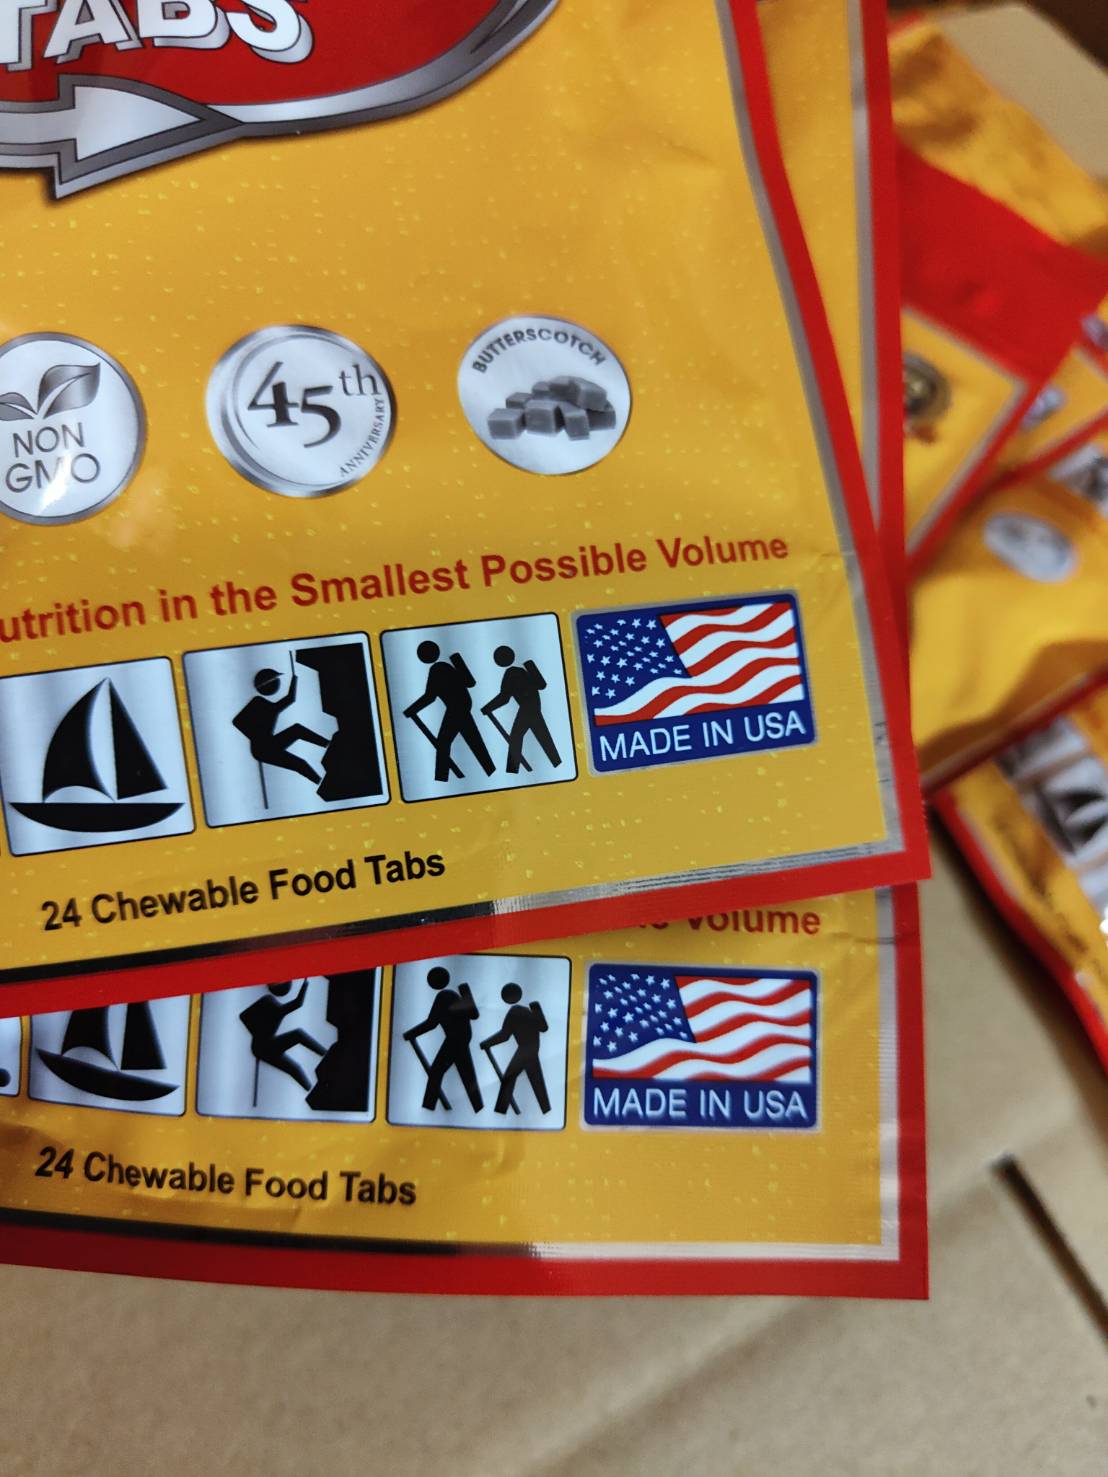 TABS
NON
GMO
45th
ANNIVERSARY
BUTTERSCOTCH
utrition in the Smallest Possible Volume
MADE IN USA
24 Chewable Food Tabs
Volume
MADE IN USA
24 Chewable Food Tabs